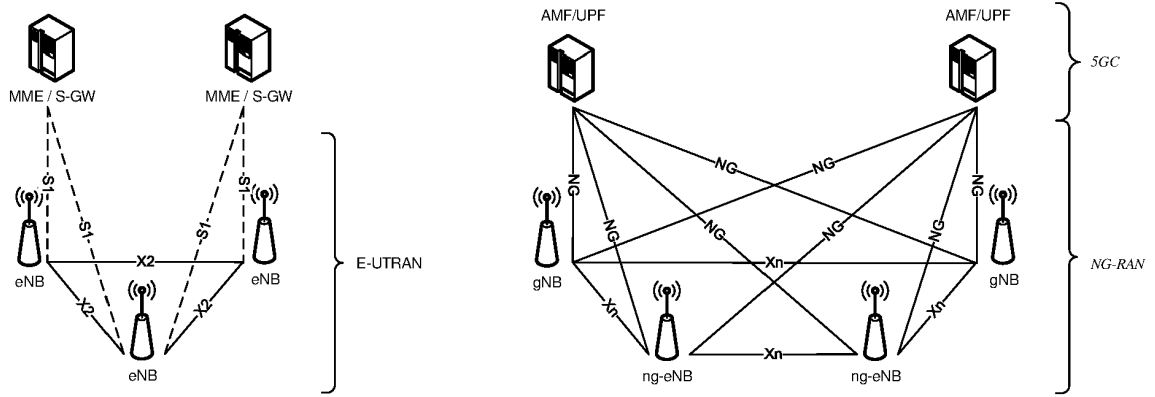 AMF/UPF
AMF/UPF
5GC
MME / S-GW
MME / S-GW
NG
NG
S1
S1
NG
NG
S1
S1
NG
NG
NG
NG
X2
E-UTRAN
Xn
NG-RAN
eNB
eNB
gNB
gNB
X2
X2
Xn
Xn
Xn
eNB
ng-eNB
ng-eNB